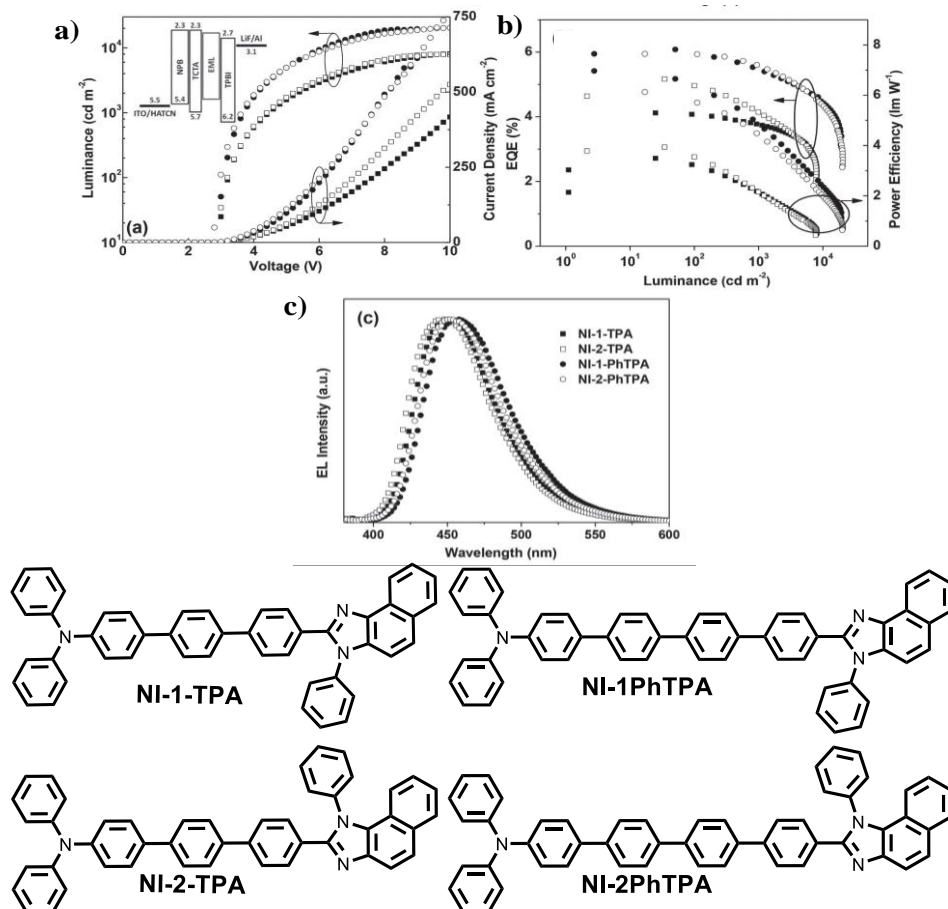 a)
Luminance (cd m-2)
10^4
10^3
10^2
10^1
2.3 2.3
NPB
TCTA
EML
2.7
TPBI
LiF/Al
3.1
5.5
ITO/HATCN
5.4
5.7
6.2
(a)
0 2 4 6 8 10
Voltage (V)
750
500
250
0
Current Density (mA cm-2)
b)
EQE (%)
6
4
2
0
10^0 10^1 10^2 10^3 10^4
Luminance (cd m-2)
8
7
6
5
4
3
2
1
0
Power Efficiency (lm W-1)
c)
(c)
NI-1-TPA
NI-2-TPA
NI-1-PhTPA
NI-2-PhTPA
EL Intensity (a.u.)
400 450 500 550 600
Wavelength (nm)
N
N
N
NI-1-TPA
N
N
N
NI-1PhTPA
N
N
N
NI-2-TPA
N
N
N
NI-2PhTPA